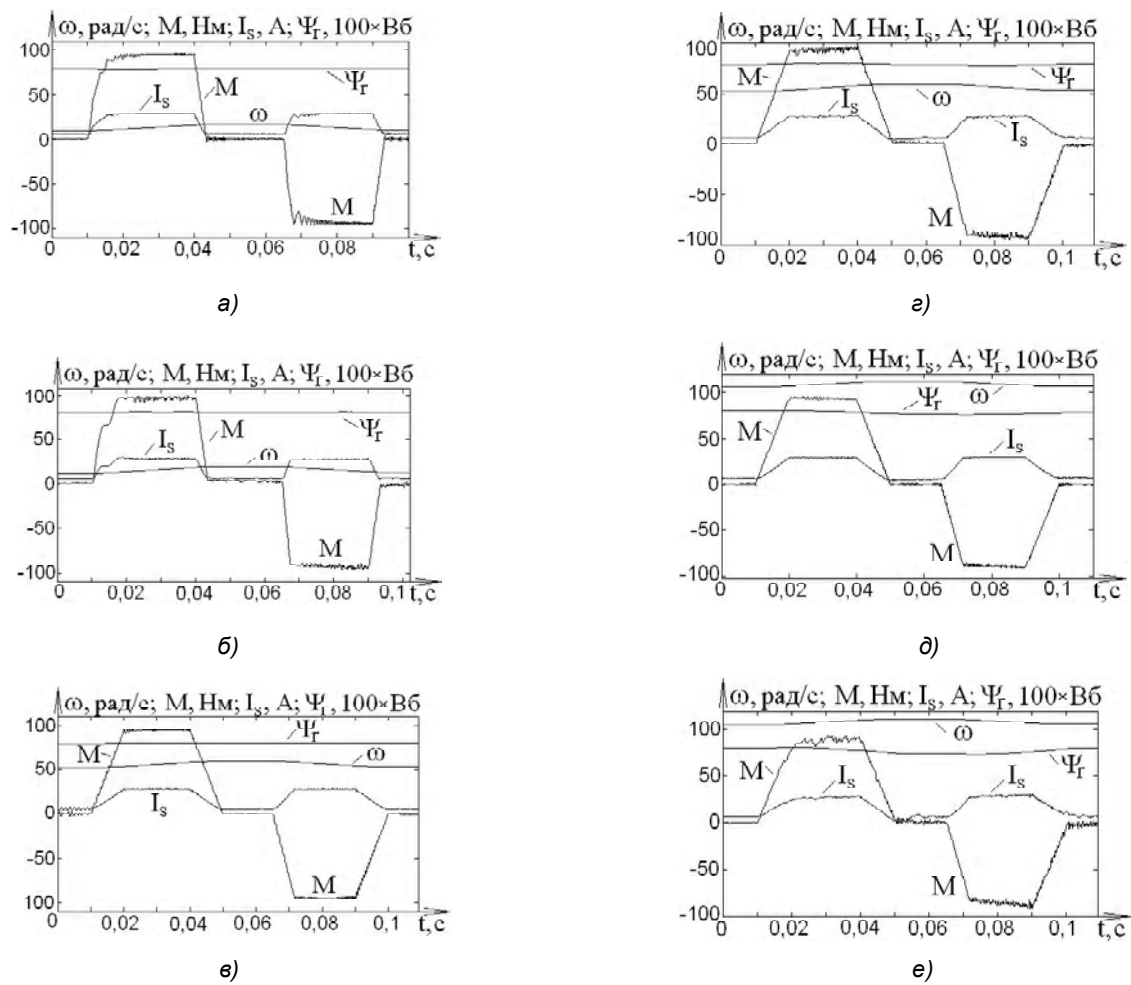 ω, рад/с; М, Нм; Is, А; Ψr, 100×Вб
100
50
0
-50
-100
Is
M
Ψr
ω
M
0 0,02 0,04 0,06 0,08
t, с
а)
ω, рад/с; М, Нм; Is, А; Ψr, 100×Вб
100
50
0
-50
-100
M
Ψr
ω
Is
M
0 0,02 0,04 0,06 0,08 0,1
t, с
г)
ω, рад/с; М, Нм; Is, А; Ψr, 100×Вб
100
50
0
-50
-100
Is
M
ω
Ψr
M
0 0,02 0,04 0,06 0,08 0,1
t, с
б)
ω, рад/с; М, Нм; Is, А; Ψr, 100×Вб
100
50
0
-50
-100
M
Ψr
ω
Is
M
0 0,02 0,04 0,06 0,08 0,1
t, с
д)
ω, рад/с; М, Нм; Is, А; Ψr, 100×Вб
100
50
0
-50
100
M
Ψr
ω
Is
M
0 0,02 0,04 0,06 0,08 0,1
t, с
в)
ω, рад/с; М, Нм; Is, А; Ψr, 100×Вб
100
50
0
-50
-100
ω
M
Is
Ψr
M
0 0,02 0,04 0,06 0,08 0,1
t, с
е)